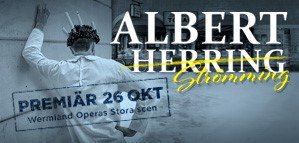 ALBERT
HERRING
Strömming
PREMIÄR 26 OKT
Wermland Operas Stora scen